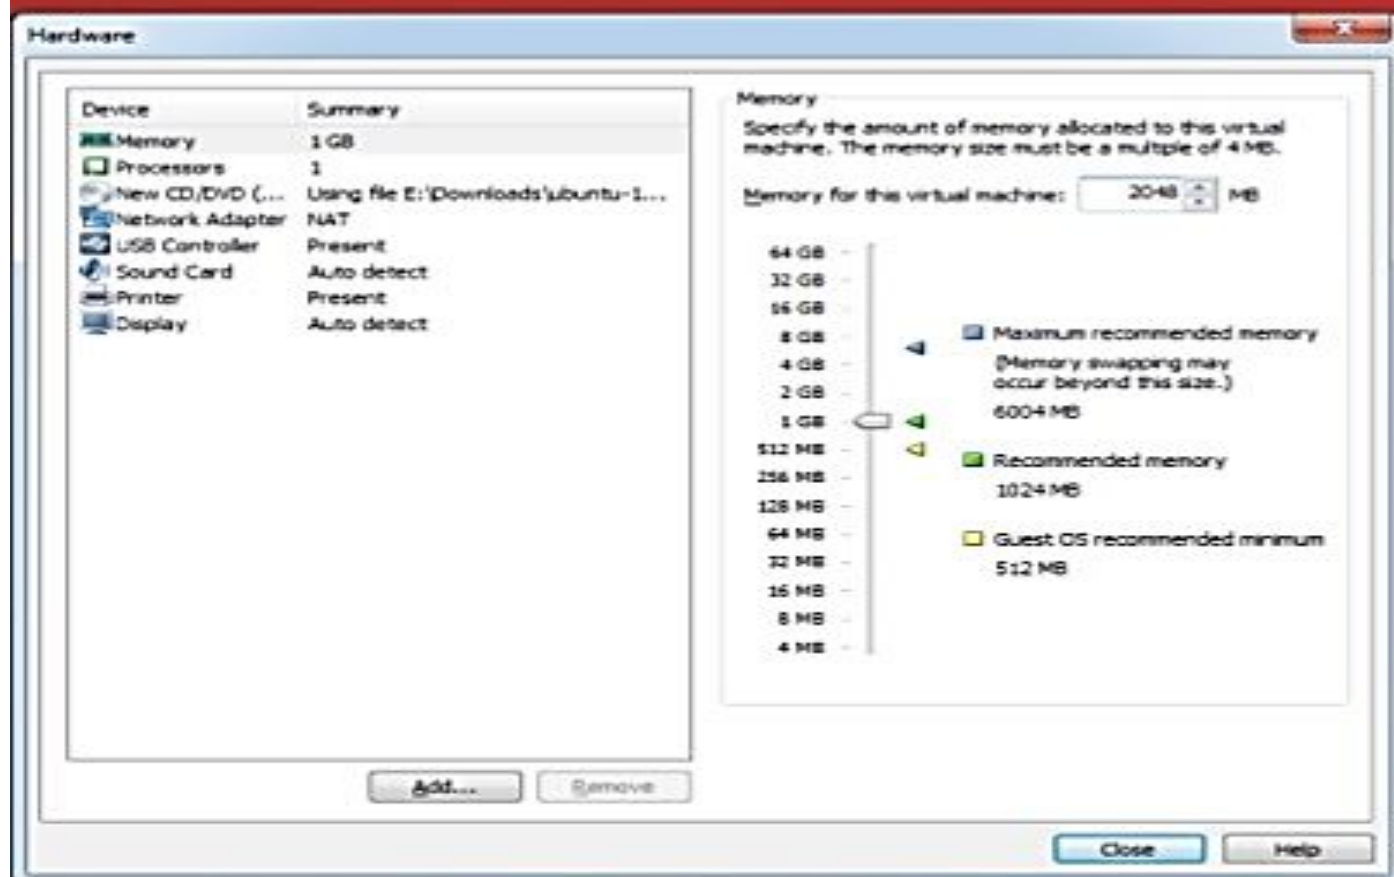 Hardware
Device Summary
Memory 1 GB
Processors 1
New CD/DVD (... Using file E:\Downloads\ubuntu-1...
Network Adapter NAT
USB Controller Present
Sound Card Auto detect
Printer Present
Display Auto detect
Add...
Remove
Memory
Specify the amount of memory allocated to this virtual
machine. The memory size must be a multiple of 4 MB.
Memory for this virtual machine: 2048 MB
64 GB
32 GB
16 GB
8 GB
4 GB
2 GB
1 GB
512 MB
256 MB
128 MB
64 MB
32 MB
16 MB
8 MB
4 MB
Maximum recommended memory
(Memory swapping may
occur beyond this size.)
6004 MB
Recommended memory
1024 MB
Guest OS recommended minimum
512 MB
Close
Help